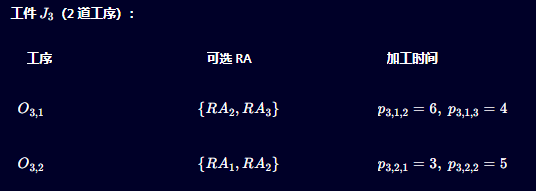 工件 J₃（2 道工序）:
工序 可选 RA 加工时间
O₃,₁ {RA₂, RA₃} p₃,₁,₂ = 6, p₃,₁,₃ = 4
O₃,₂ {RA₁, RA₂} p₃,₂,₁ = 3, p₃,₂,₂ = 5